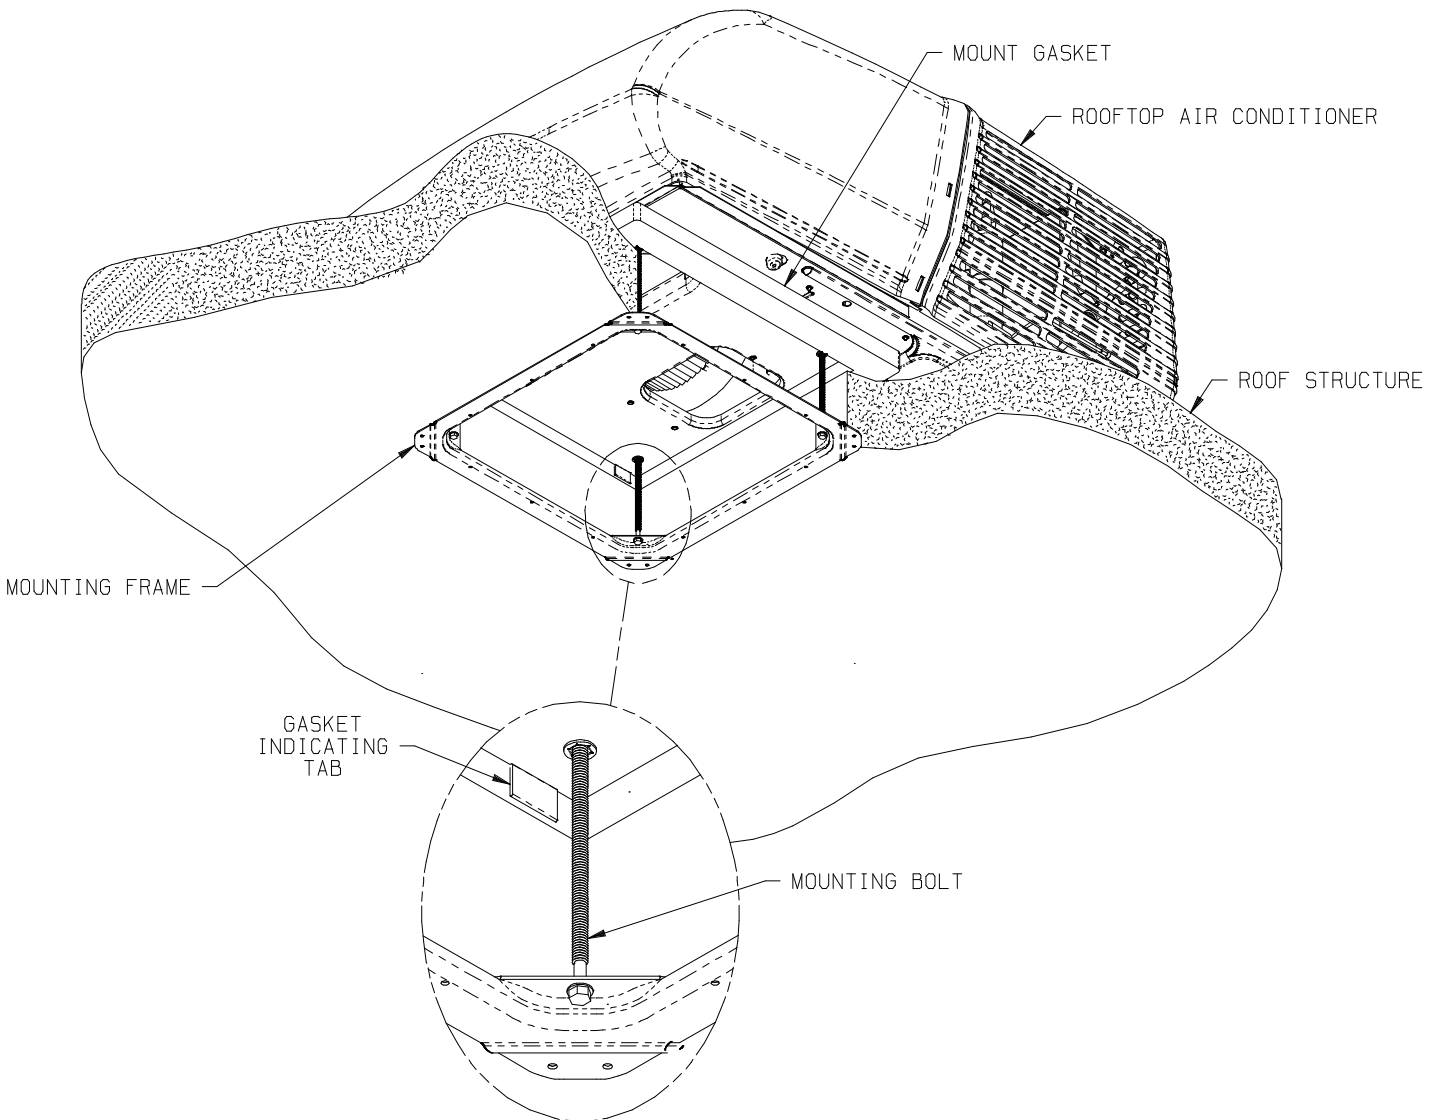 MOUNT GASKET
ROOFTOP AIR CONDITIONER
ROOF STRUCTURE
MOUNTING FRAME
GASKET
INDICATING
TAB
MOUNTING BOLT